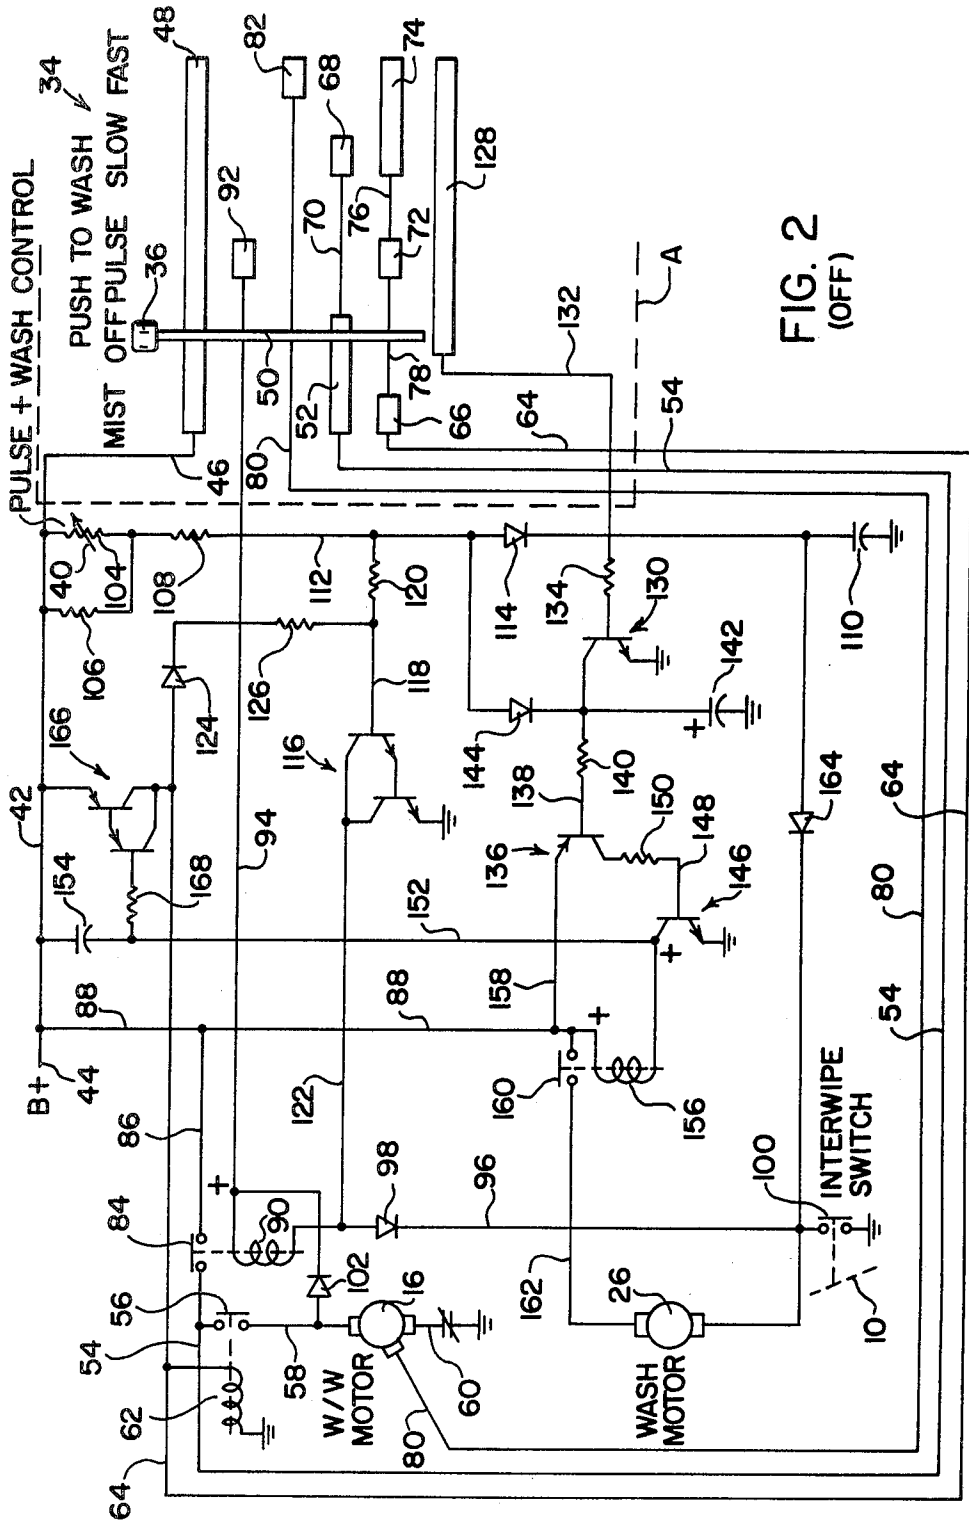 42 PULSE + WASH CONTROL
B+ 154 166 40 34
44 88 106 104 PUSH TO WASH 48
MIST OFF PULSE SLOW FAST
64 54 84 86 108 36
62 56 168 124 46 92
+ 94 80 82
90 126 50
58 102 98 122 116 112 52 70 68
W/W MOTOR 16 88 120 78 76 74
80 60 96 152 118 66 72
162 160 158 136 144 114 64 132 128
+ 138 134
WASH MOTOR 26 156 150 140 130 A
+ 148 + 142
100 146 110 54
INTERWIPE SWITCH 164
10 80 64
54
FIG. 2
(OFF)